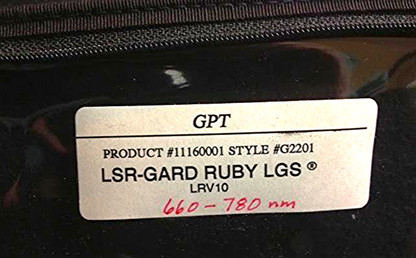 GPT
PRODUCT #11160001 STYLE #G2201
LSR-GARD RUBY LGS ®
LRV10
660 - 780 nm